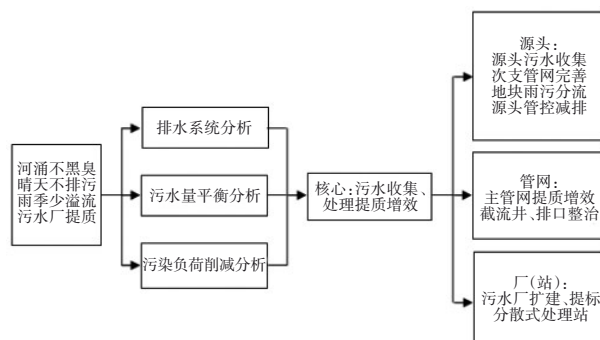 河涌不黑臭
晴天不排污
雨季少溢流
污水厂提质
排水系统分析
污水量平衡分析
污染负荷削减分析
核心:污水收集、
处理提质增效
源头:
源头污水收集
次支管网完善
地块雨污分流
源头管控减排
管网:
主管网提质增效
截流井、排口整治
厂(站):
污水厂扩建、提标
分散式处理站